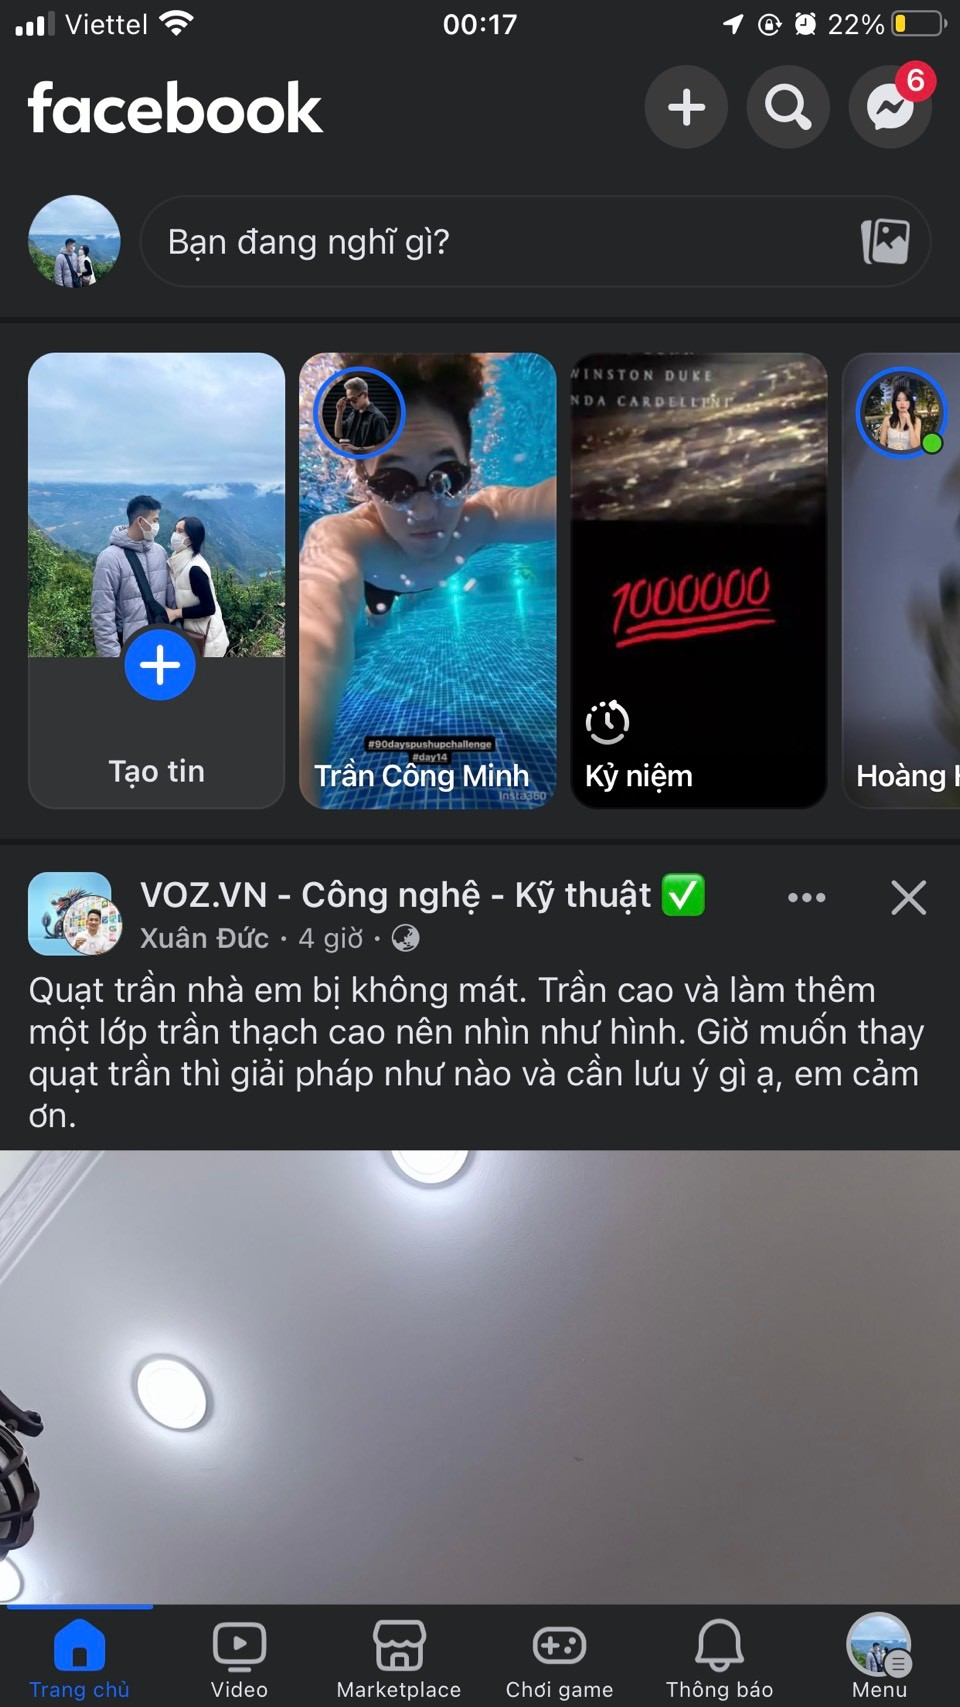 Viettel
00:17
22%
facebook
6
Bạn đang nghĩ gì?
Tạo tin
#90dayspushupchallenge
#day14
Trần Công Minh
Insta360
WINSTON DUKE
NDA CARDELLINI
1000000
Kỷ niệm
Hoàng
VOZ.VN - Công nghệ - Kỹ thuật ✅
Xuân Đức · 4 giờ ·
Quạt trần nhà em bị không mát. Trần cao và làm thêm
một lớp trần thạch cao nên nhìn như hình. Giờ muốn thay
quạt trần thì giải pháp như nào và cần lưu ý gì ạ, em cảm
ơn.
Trang chủ
Video
Marketplace
Chơi game
Thông báo
Menu